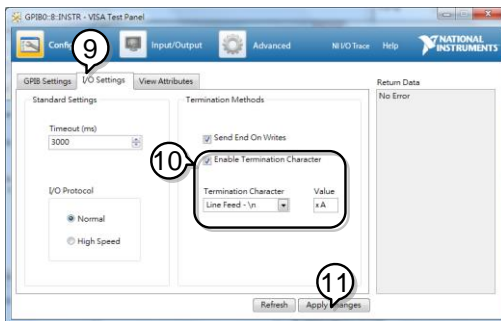 GPIB0::8::INSTR - VISA Test Panel
Input/Output
Advanced
NI I/O Trace
Help
NATIONAL INSTRUMENTS
9
GPIB Settings
I/O Settings
View Attributes
Return Data
No Error
Standard Settings
Timeout (ms)
3000
I/O Protocol
Normal
High Speed
Termination Methods
Send End On Writes
10
Enable Termination Character
Termination Character
Value
Line Feed - \n
xA
11
Refresh
Apply Changes